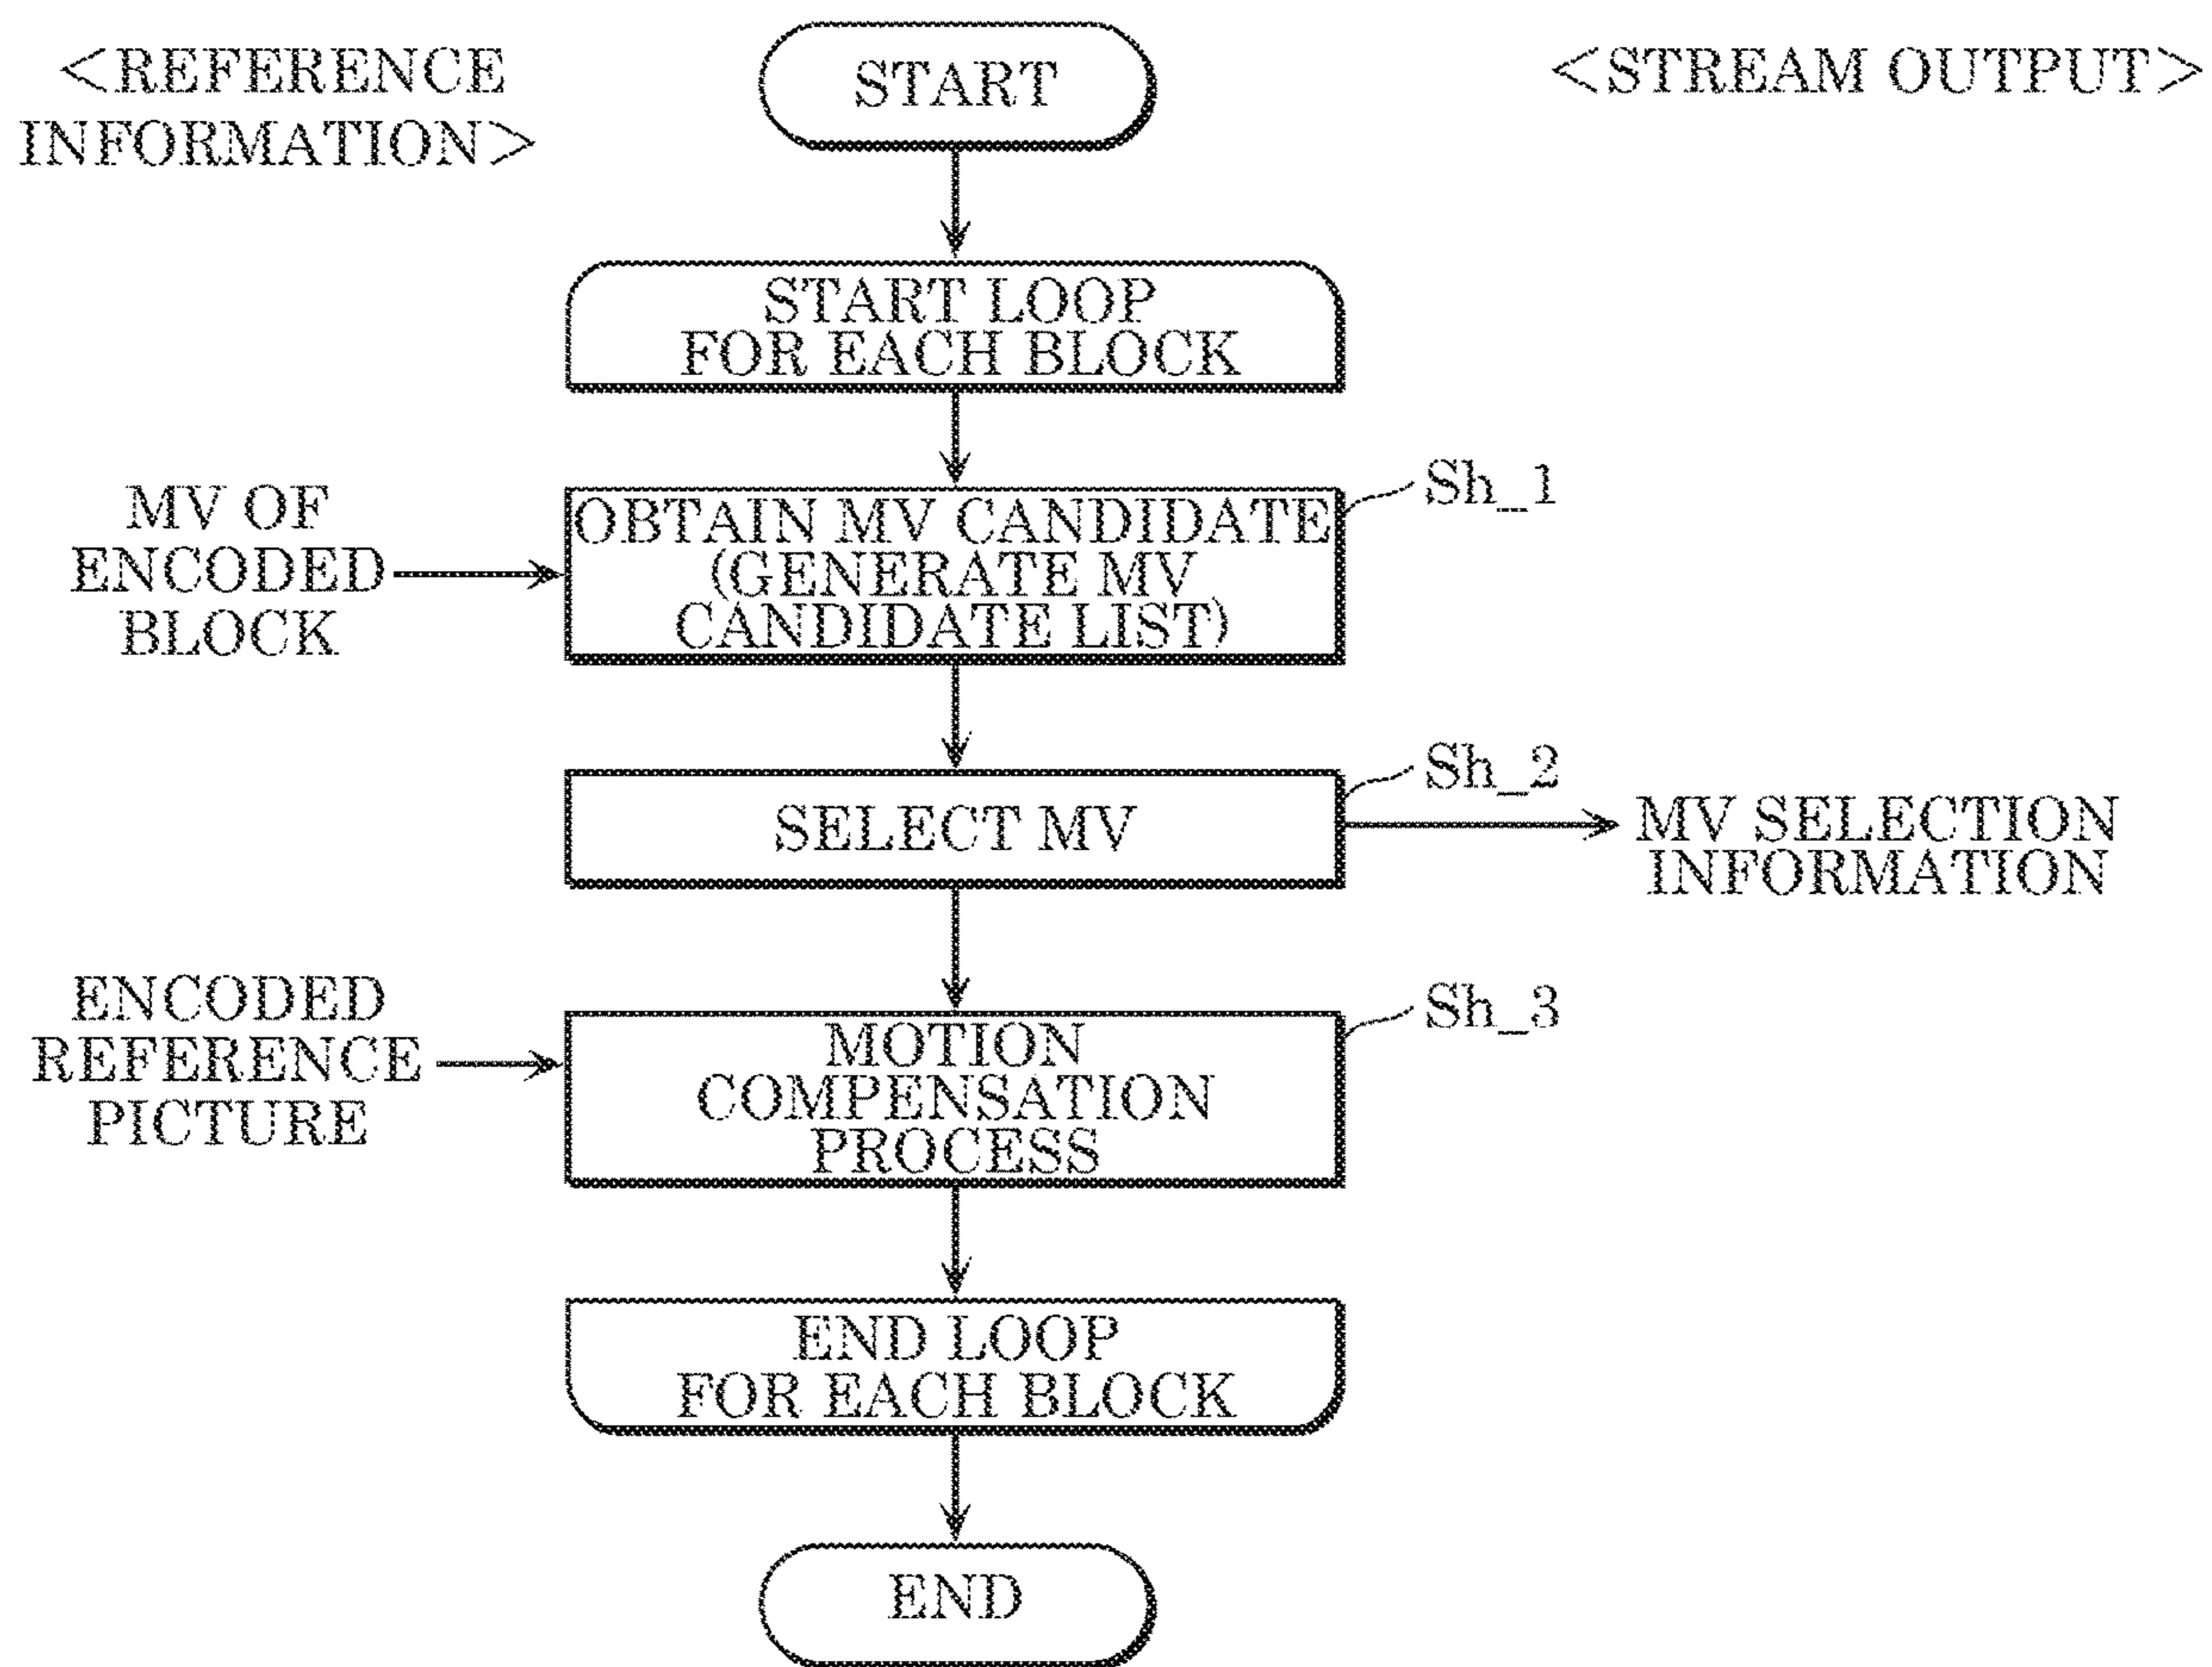 <REFERENCE
INFORMATION>
START
<STREAM OUTPUT>
START LOOP
FOR EACH BLOCK
MV OF
ENCODED
BLOCK
OBTAIN MV CANDIDATE
(GENERATE MV
CANDIDATE LIST)
Sh_1
SELECT MV
Sh_2
MV SELECTION
INFORMATION
ENCODED
REFERENCE
PICTURE
MOTION
COMPENSATION
PROCESS
Sh_3
END LOOP
FOR EACH BLOCK
END